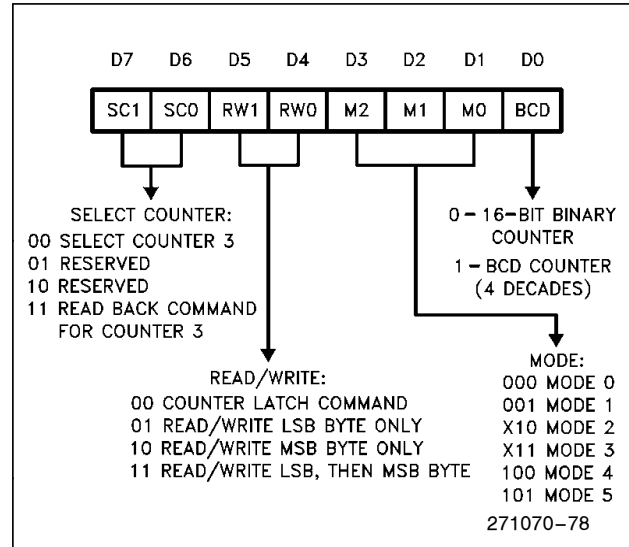 D7 D6 D5 D4 D3 D2 D1 D0
SC1 SC0 RW1 RW0 M2 M1 M0 BCD
SELECT COUNTER:
00 SELECT COUNTER 3
01 RESERVED
10 RESERVED
11 READ BACK COMMAND
FOR COUNTER 3
0-16-BIT BINARY
COUNTER
1-BCD COUNTER
(4 DECADES)
READ/WRITE:
00 COUNTER LATCH COMMAND
01 READ/WRITE LSB BYTE ONLY
10 READ/WRITE MSB BYTE ONLY
11 READ/WRITE LSB, THEN MSB BYTE
MODE:
000 MODE 0
001 MODE 1
X10 MODE 2
X11 MODE 3
100 MODE 4
101 MODE 5
271070-78